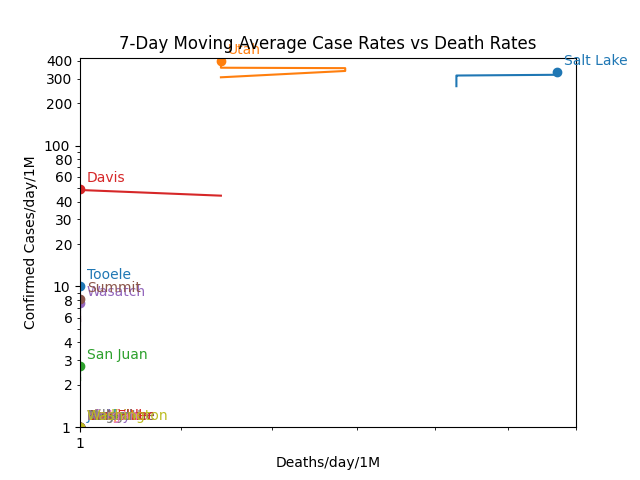 7-Day Moving Average Case Rates vs Death Rates
Utah
Salt Lake
400
300
200
100
80
60
40
30
20
10
8
6
4
3
2
1
Confirmed Cases/day/1M
Davis
Tooele
Summit
Wasatch
San Juan
1
Deaths/day/1M